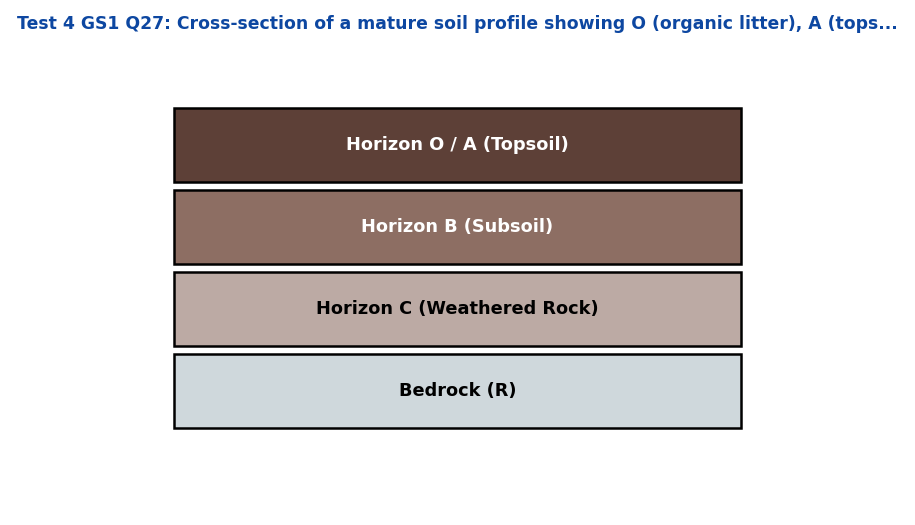 Test 4 GS1 Q27: Cross-section of a mature soil profile showing O (organic litter), A (tops...
Horizon O / A (Topsoil)
Horizon B (Subsoil)
Horizon C (Weathered Rock)
Bedrock (R)